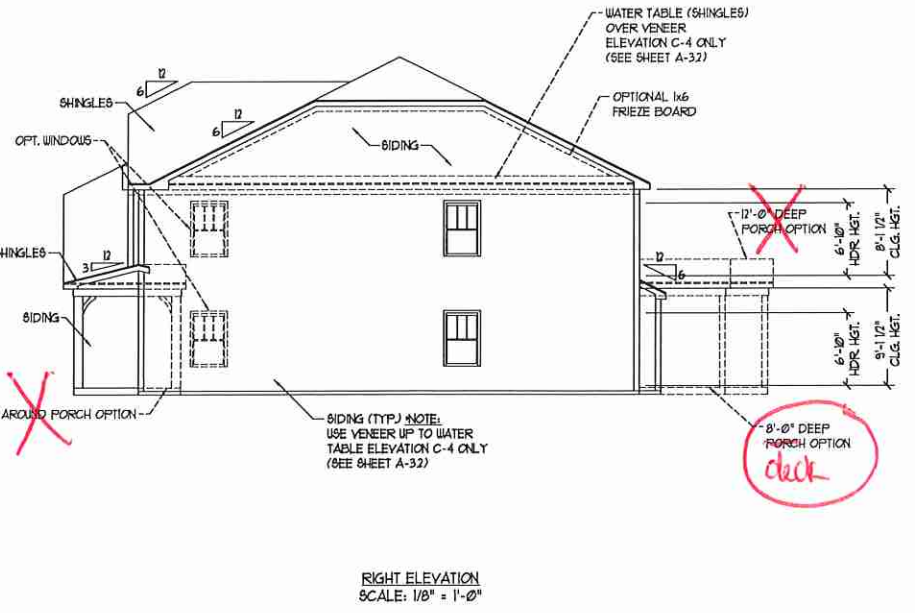 WATER TABLE (SHINGLES)
OVER VENEER
ELEVATION C-4 ONLY
(SEE SHEET A-3.2)
12
6
SHINGLES
12
6
OPTIONAL 1x6
FRIEZE BOARD
OPT. WINDOWS
SIDING
12'-0" DEEP
PORCH OPTION
6'-10"
HDR. HGT.
8'-1 1/2"
CLG. HGT.
HINGLES
12
3
12
6
SIDING
6'-10"
HDR. HGT.
9'-1 1/2"
CLG. HGT.
AROUND PORCH OPTION
SIDING (TYP.) NOTE:
USE VENEER UP TO WATER
TABLE ELEVATION C-4 ONLY
(SEE SHEET A-3.2)
8'-0" DEEP
PORCH OPTION
deck
RIGHT ELEVATION
SCALE: 1/8" = 1'-0"